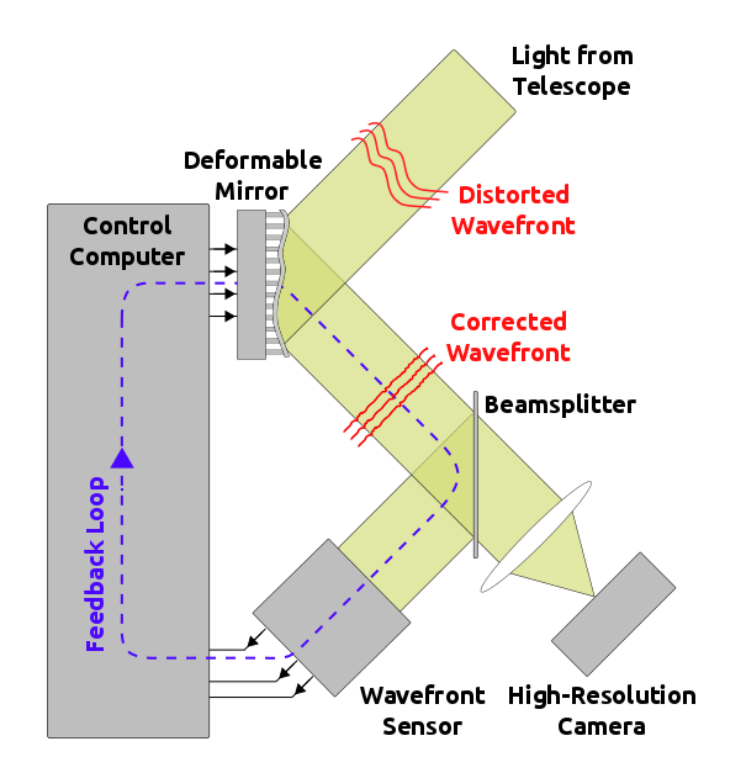 Light from
Telescope
Deformable
Mirror
Distorted
Wavefront
Control
Computer
Corrected
Wavefront
Beamsplitter
Feedback Loop
Wavefront
Sensor
High-Resolution
Camera